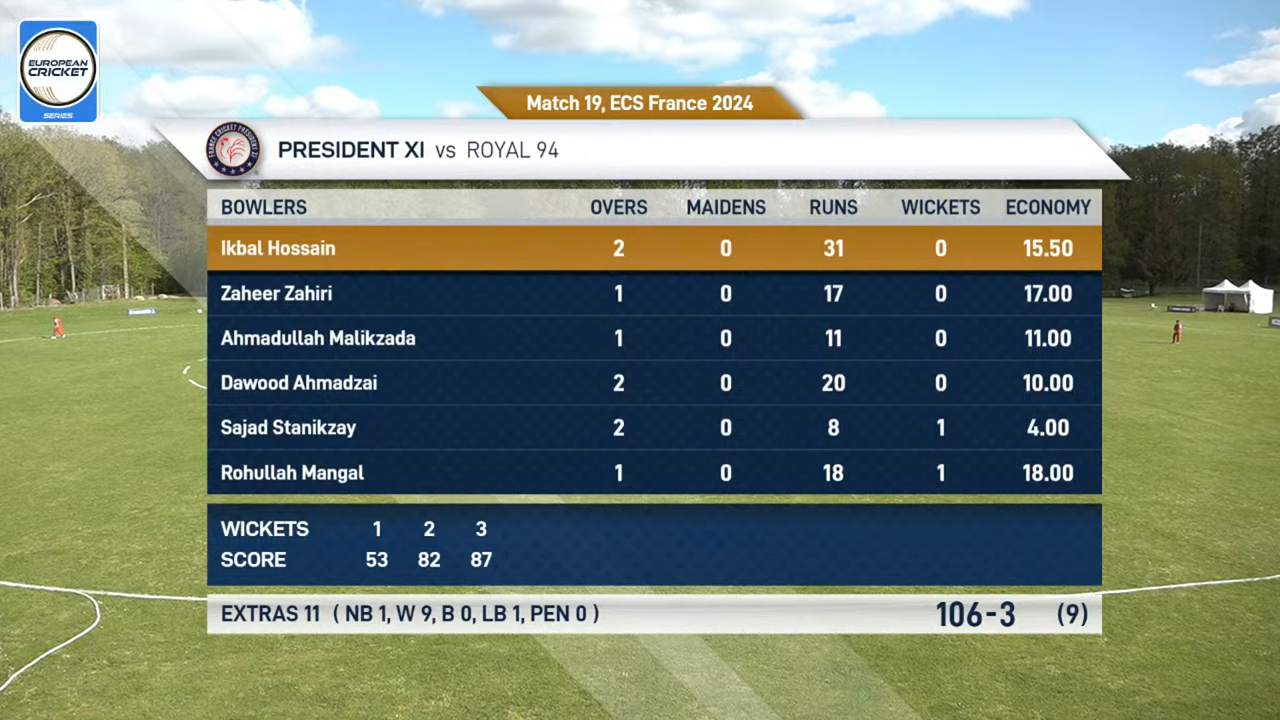 EUROPEAN
CRICKET
SERIES
Match 19, ECS France 2024
FRANCE CRICKET PRESIDENT XI
PRESIDENT XI vs ROYAL 94
BOWLERS OVERS MAIDENS RUNS WICKETS ECONOMY
Ikbal Hossain 2 0 31 0 15.50
Zaheer Zahiri 1 0 17 0 17.00
Ahmadullah Malikzada 1 0 11 0 11.00
Dawood Ahmadzai 2 0 20 0 10.00
Sajad Stanikzay 2 0 8 1 4.00
Rohullah Mangal 1 0 18 1 18.00
WICKETS 1 2 3
SCORE 53 82 87
EXTRAS 11 ( NB 1, W 9, B 0, LB 1, PEN 0 ) 106-3 (9)